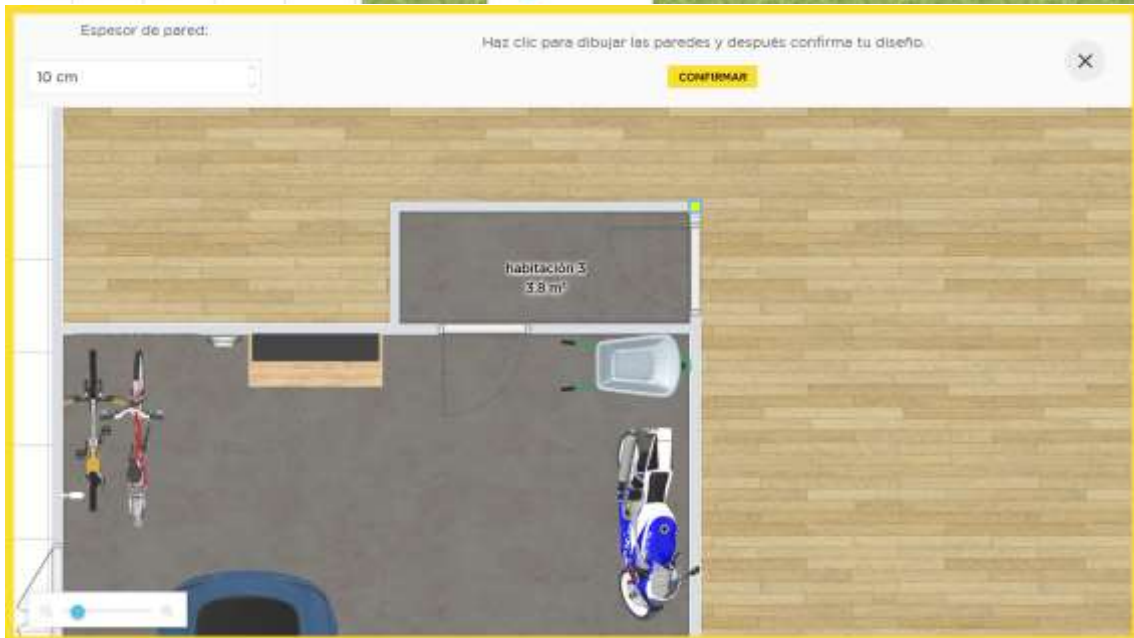 Espesor de pared:
Haz clic para dibujar las paredes y después confirma tu diseño.
10 cm
CONFIRMAR
habitación 3
3.8 m²